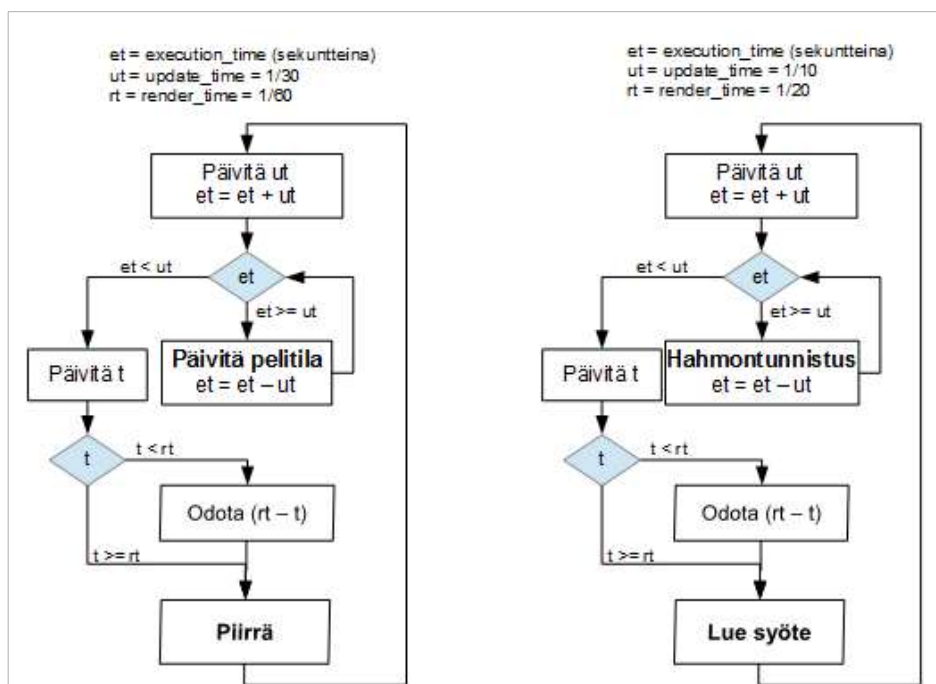 et = execution_time (sekuntteina)
ut = update_time = 1/30
rt = render_time = 1/60
Päivitä ut
et = et + ut
et < ut
et
et >= ut
Päivitä t
Päivitä pelitila
et = et – ut
t
t < rt
Odota (rt – t)
t >= rt
Piirrä
et = execution_time (sekuntteina)
ut = update_time = 1/10
rt = render_time = 1/20
Päivitä ut
et = et + ut
et < ut
et
et >= ut
Päivitä t
Hahmontunnistus
et = et – ut
t
t < rt
Odota (rt – t)
t >= rt
Lue syöte